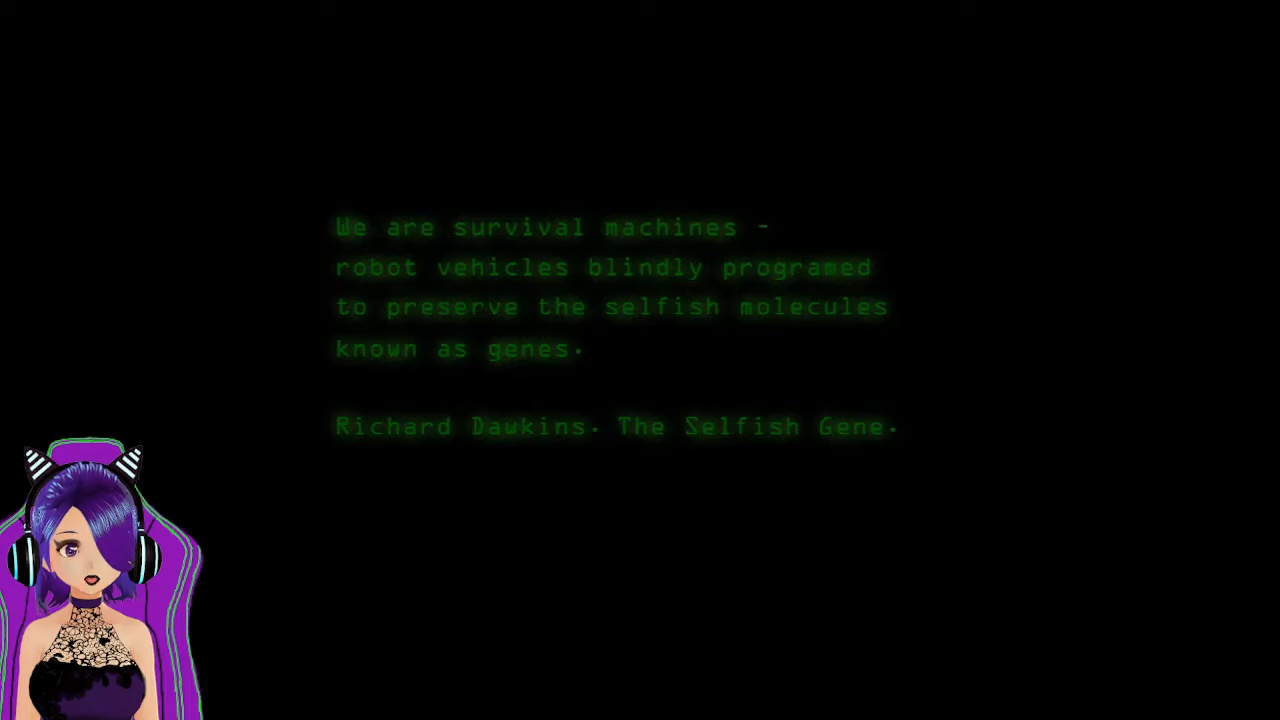 We are survival machines -
robot vehicles blindly programed
to preserve the selfish molecules
known as genes.
Richard Dawkins. The Selfish Gene.